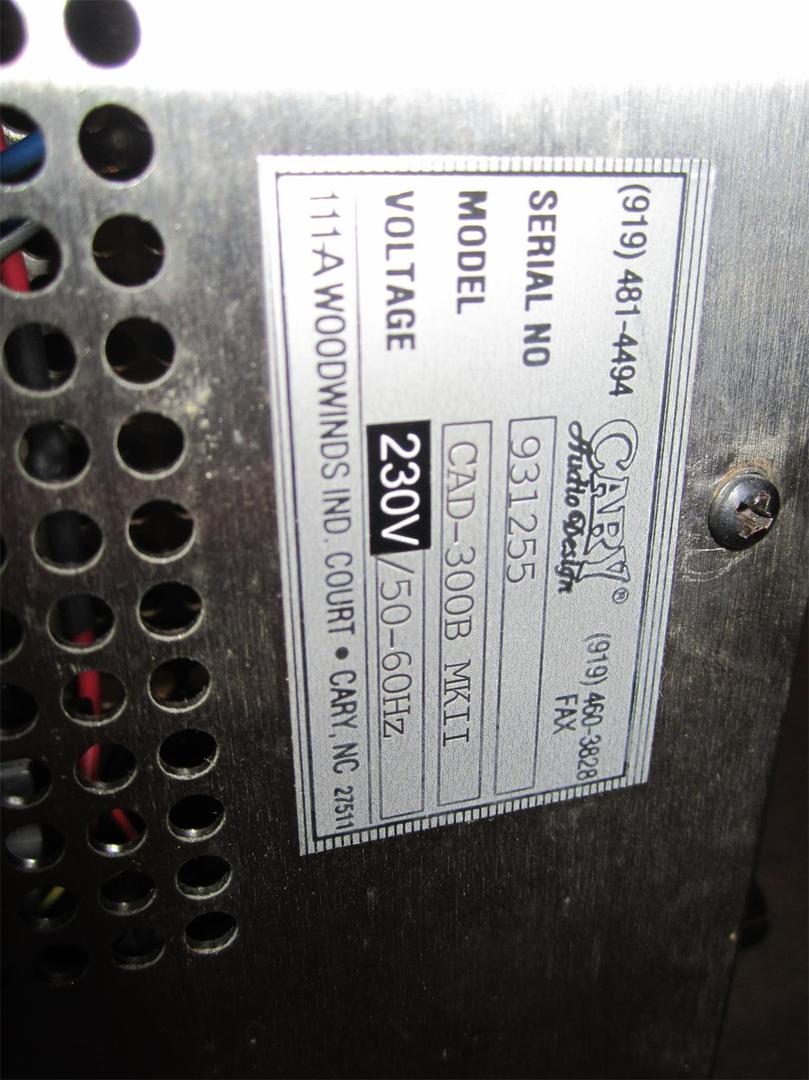 (919) 481-4494 CARY® (919) 460-3828
Audio Design FAX
SERIAL NO 931255
MODEL CAD-300B MKII
VOLTAGE 230V/50-60Hz
111-A WOODWINDS IND. COURT • CARY, NC 27511